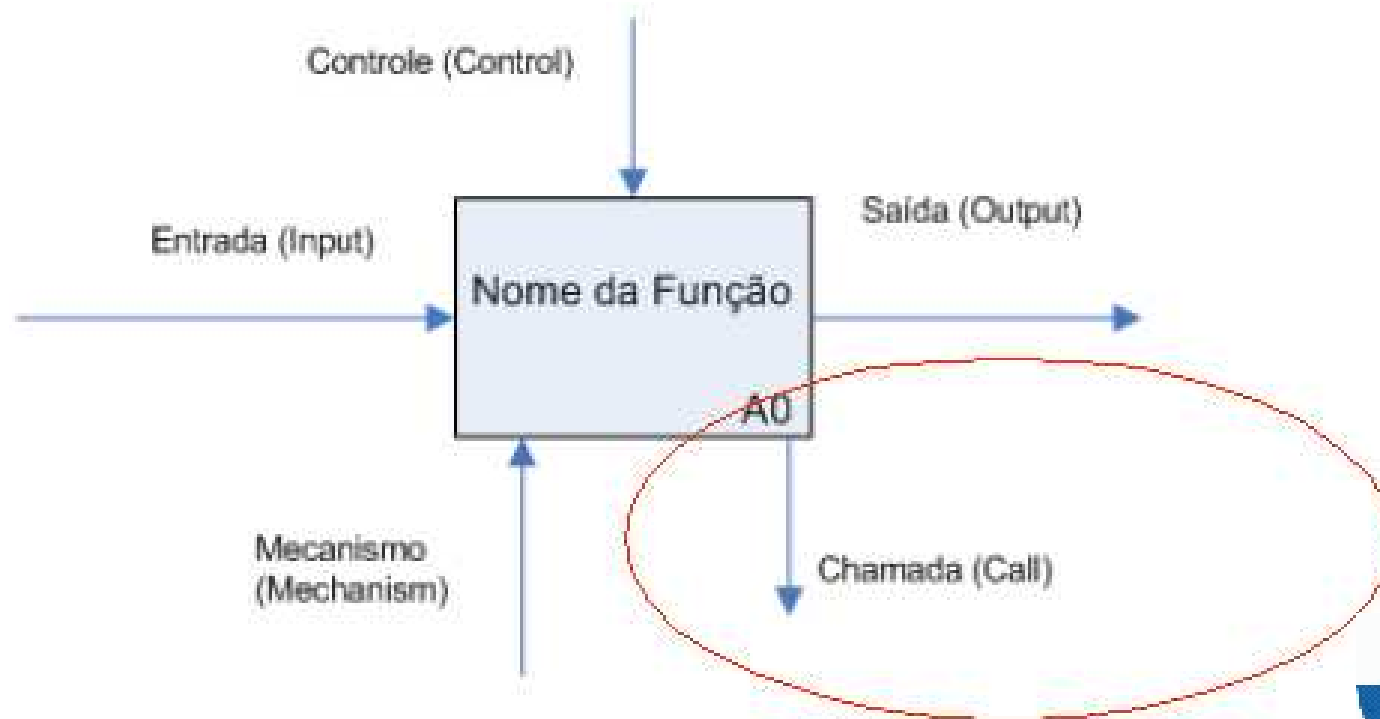 Controle (Control)
Saída (Output)
Entrada (Input)
Nome da Função
A0
Mecanismo
(Mechanism)
Chamada (Call)